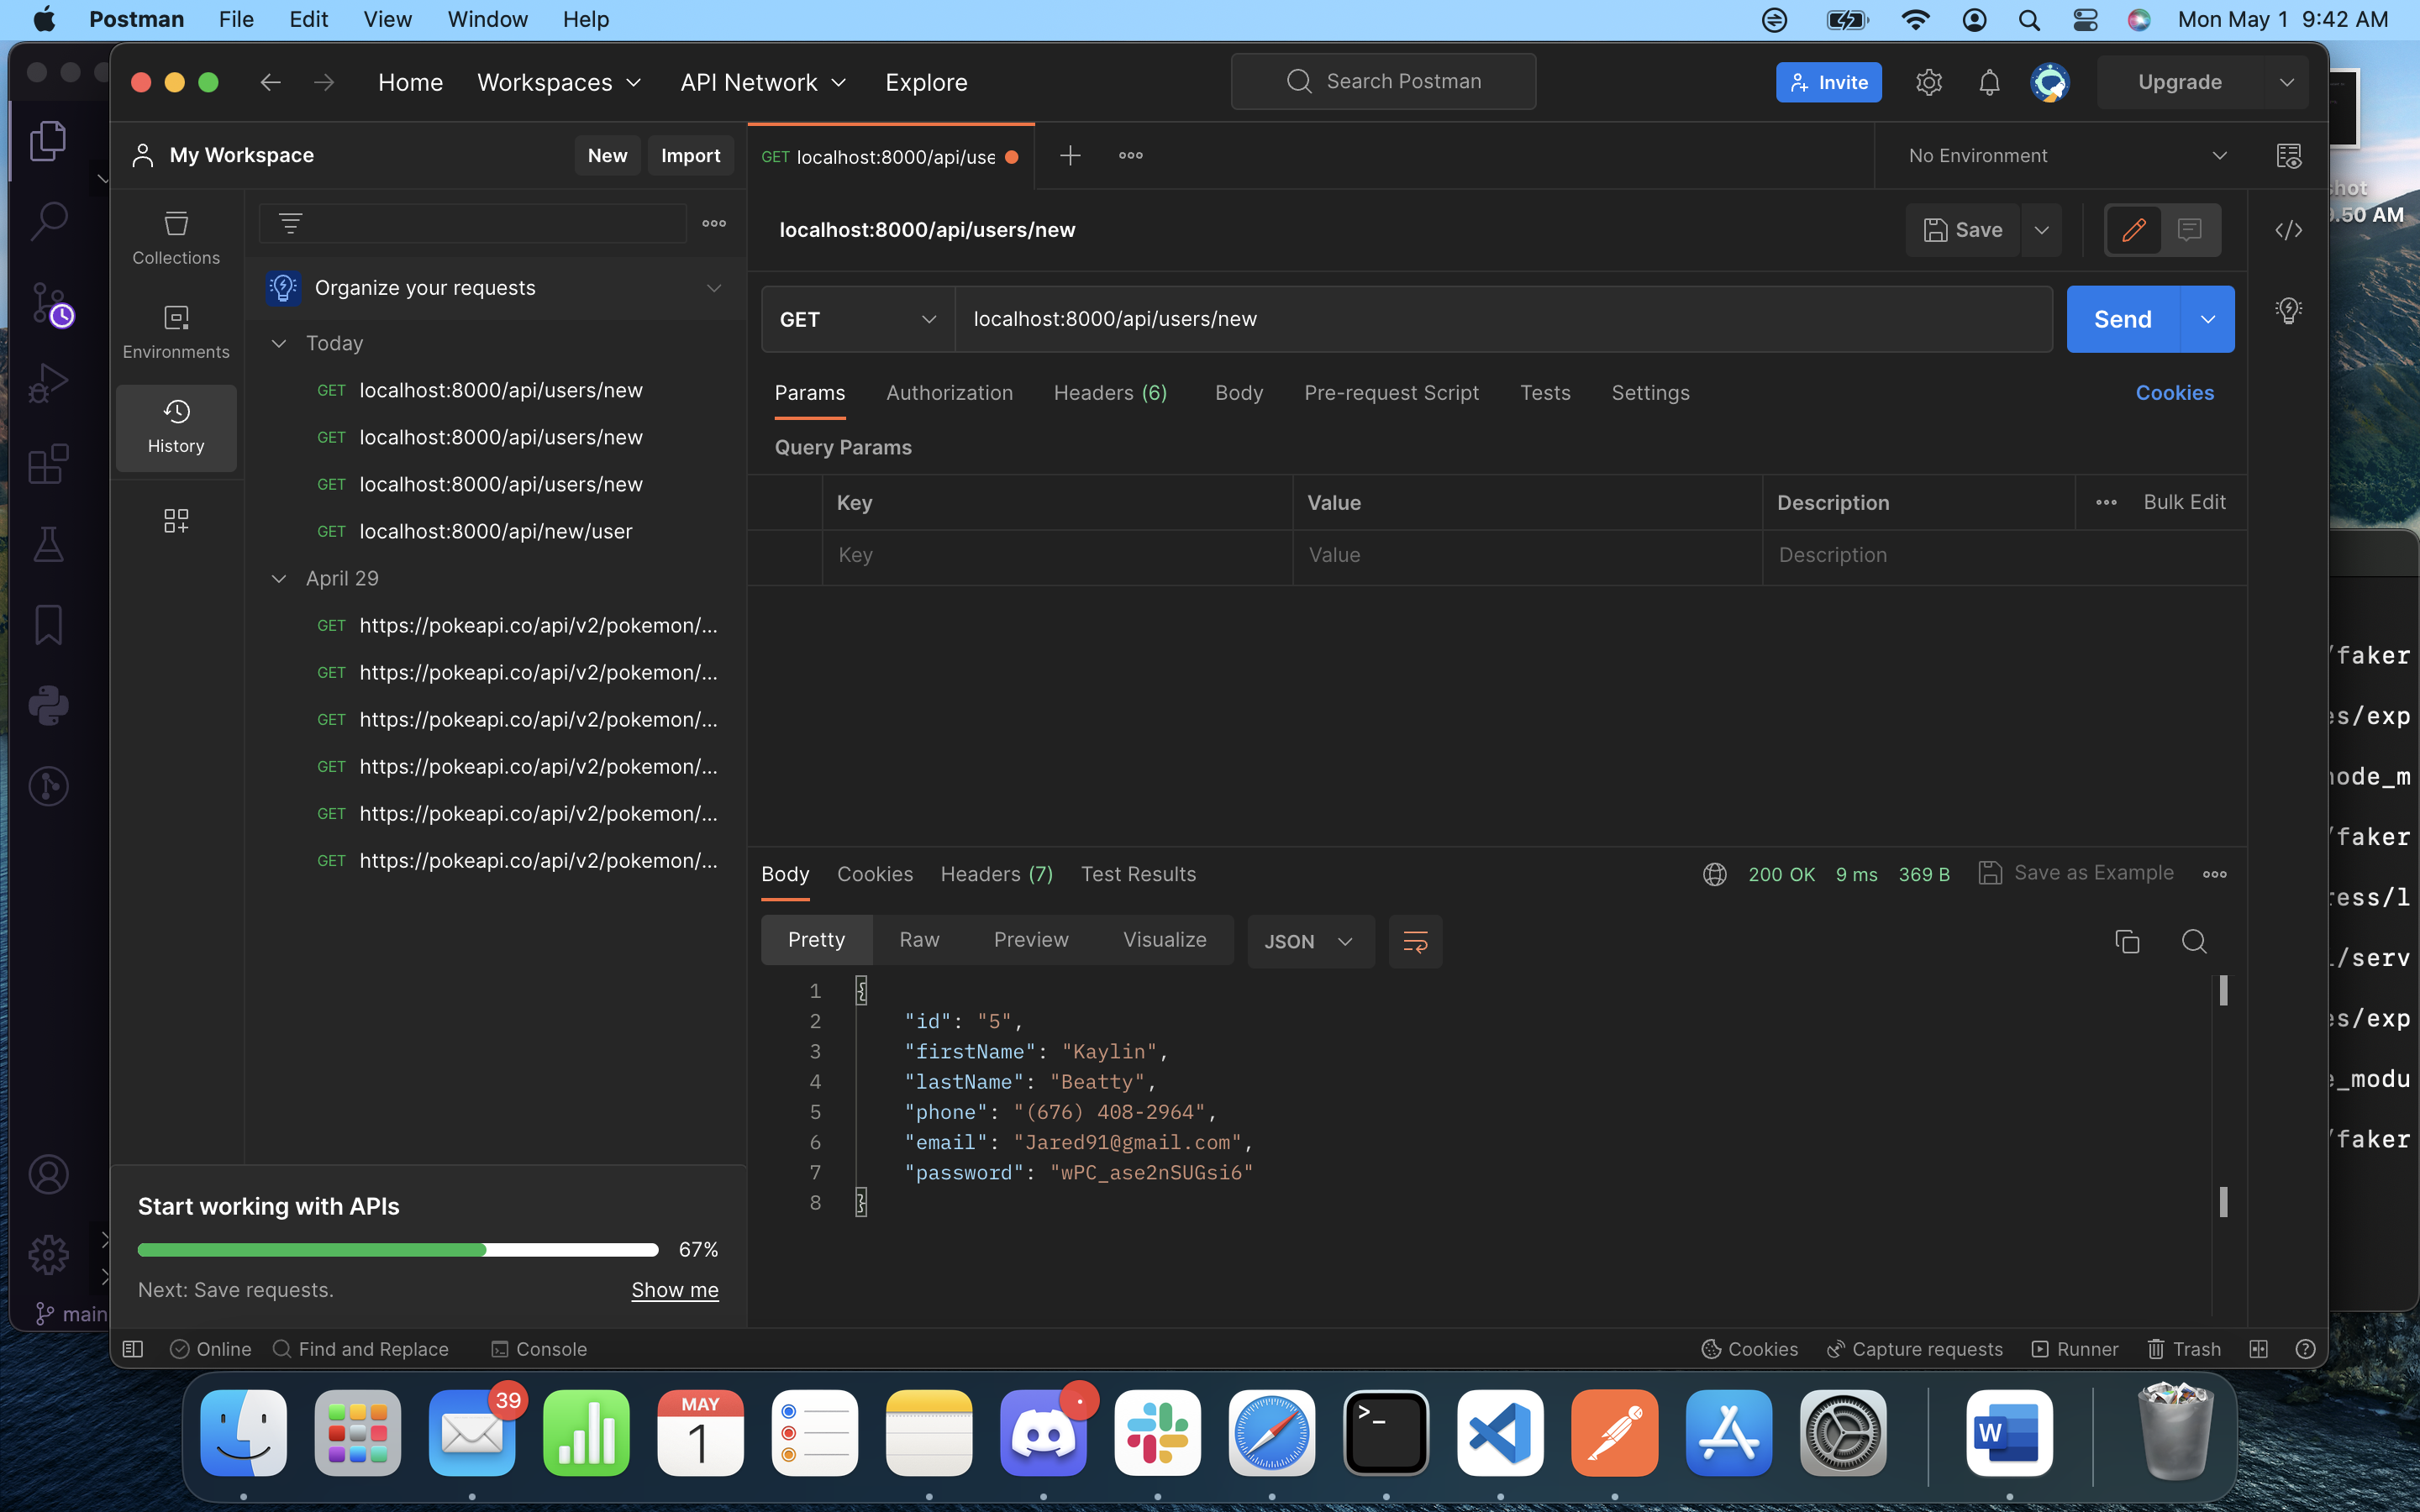 Postman File Edit View Window Help Mon May 1 9:42 AM
Home Workspaces API Network Explore Search Postman Invite Upgrade
My Workspace New Import GET localhost:8000/api/use No Environment
shot
9.50 AM
localhost:8000/api/users/new Save
Collections
Environments
History
Organize your requests
Today
GET localhost:8000/api/users/new
GET localhost:8000/api/users/new
GET localhost:8000/api/users/new
GET localhost:8000/api/new/user
April 29
GET https://pokeapi.co/api/v2/pokemon/...
GET https://pokeapi.co/api/v2/pokemon/...
GET https://pokeapi.co/api/v2/pokemon/...
GET https://pokeapi.co/api/v2/pokemon/...
GET https://pokeapi.co/api/v2/pokemon/...
GET https://pokeapi.co/api/v2/pokemon/...
Start working with APIs
67%
Next: Save requests. Show me
GET localhost:8000/api/users/new Send
Params Authorization Headers (6) Body Pre-request Script Tests Settings Cookies
Query Params
Key Value Description Bulk Edit
Key Value Description
Body Cookies Headers (7) Test Results 200 OK 9 ms 369 B Save as Example
Pretty Raw Preview Visualize JSON
1 {
2 "id": "5",
3 "firstName": "Kaylin",
4 "lastName": "Beatty",
5 "phone": "(676) 408-2964",
6 "email": "Jared91@gmail.com",
7 "password": "wPC_ase2nSUGsi6"
8 }
/faker
es/exp
node_m
/faker
ress/l
l/serv
es/exp
e_modu
/faker
main
Online Find and Replace Console Cookies Capture requests Runner Trash
39
MAY
1
W